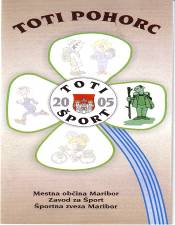 TOTI POHORC
TOTI
20 05
ŠPORT
Mestna občina Maribor
Zavod za Šport
Športna zveza Maribor